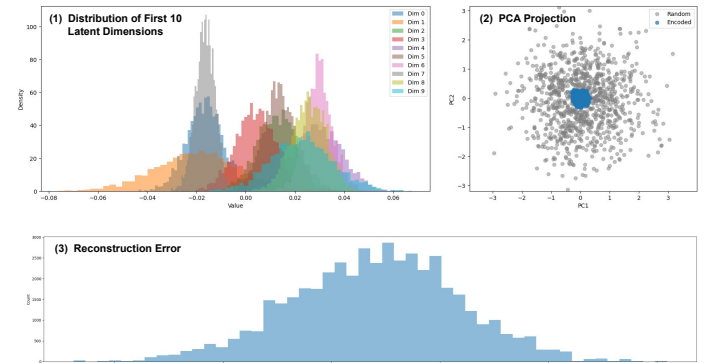 (1) Distribution of First 10
Latent Dimensions
Dim 0
Dim 1
Dim 2
Dim 3
Dim 4
Dim 5
Dim 6
Dim 7
Dim 8
Dim 9
Density
100
80
60
40
20
0
−0.08
−0.06
−0.04
−0.02
0.00
0.02
0.04
0.06
Value
(2) PCA Projection
Random
Encoded
PC2
3
2
1
0
−1
−2
−3
−3
−2
−1
0
1
2
3
PC1
(3) Reconstruction Error
Count
3000
2500
2000
1500
1000
500
0